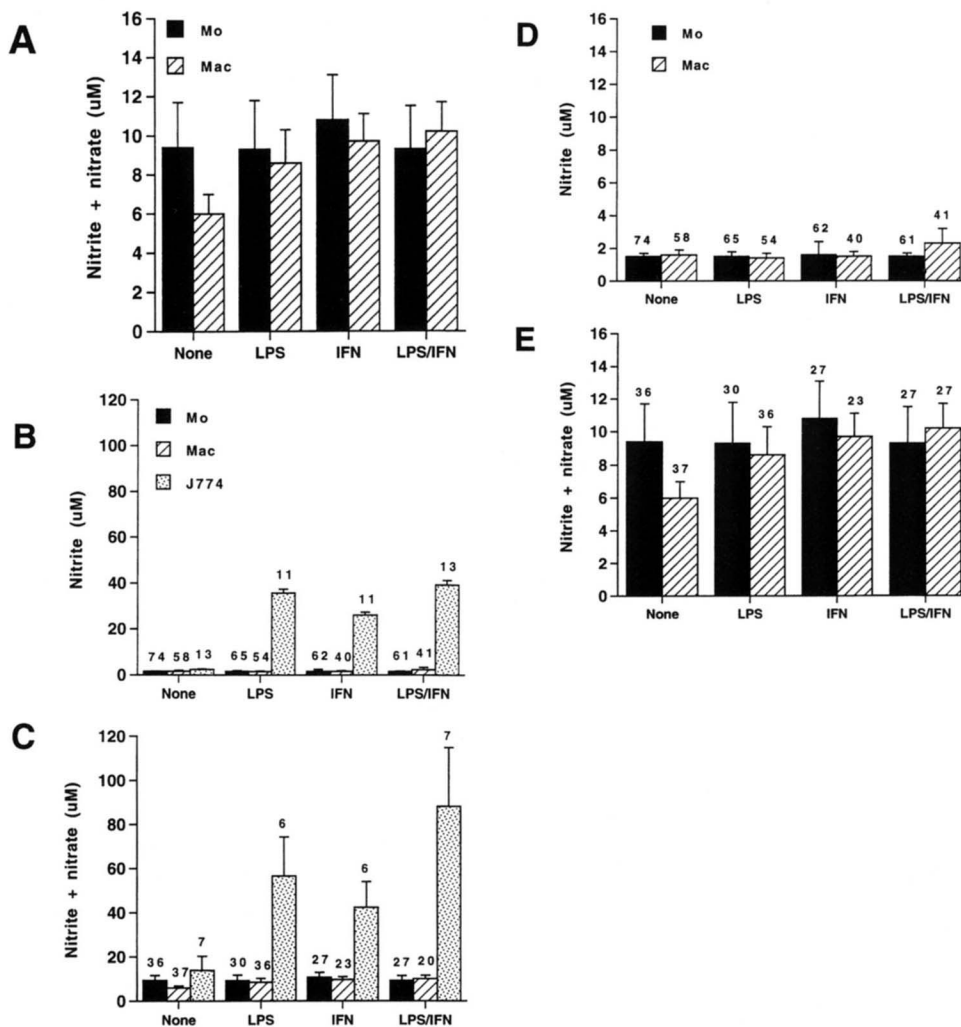 A
Nitrite + nitrate (uM)
16
14
12
10
8
6
4
2
0
Mo
Mac
None LPS IFN LPS/IFN
B
Nitrite (uM)
120
100
80
60
40
20
0
Mo
Mac
J774
74 58 13 65 54 11 62 40 11 61 41 13
None LPS IFN LPS/IFN
C
Nitrite + nitrate (uM)
120
100
80
60
40
20
0
36 37 7 30 36 6 27 23 6 27 20 7
None LPS IFN LPS/IFN
D
Nitrite (uM)
16
14
12
10
8
6
4
2
0
Mo
Mac
74 58 65 54 62 40 61 41
None LPS IFN LPS/IFN
E
Nitrite + nitrate (uM)
16
14
12
10
8
6
4
2
0
36 37 30 36 27 23 27 27
None LPS IFN LPS/IFN